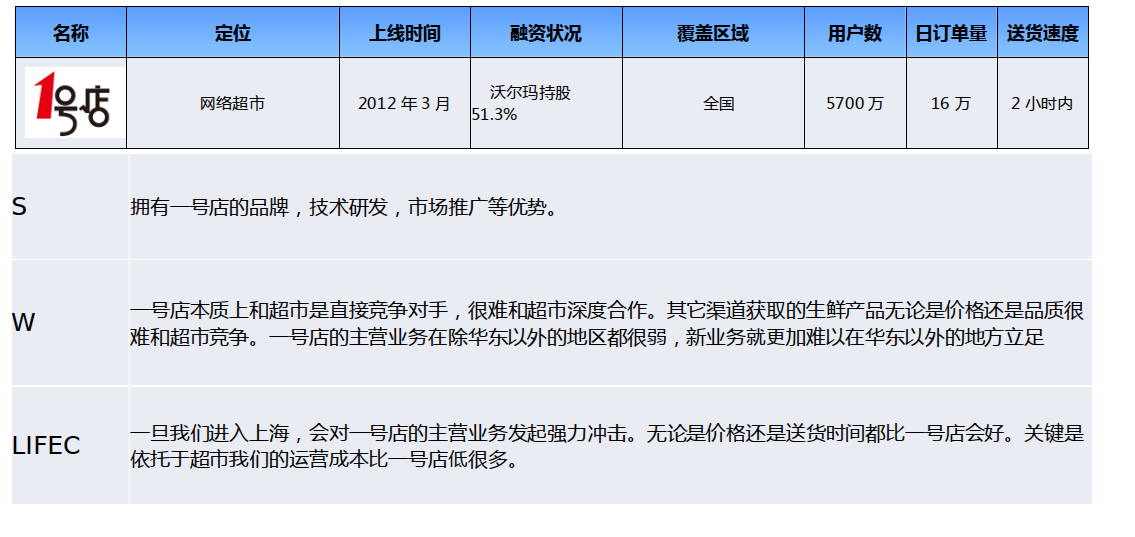 名称 定位 上线时间 融资状况 覆盖区域 用户数 日订单量 送货速度
1号店 网络超市 2012 年 3 月 沃尔玛持股 51.3% 全国 5700 万 16 万 2 小时内
S
拥有一号店的品牌，技术研发，市场推广等优势。
W
一号店本质上和超市是直接竞争对手，很难和超市深度合作。其它渠道获取的生鲜产品无论是价格还是品质很
难和超市竞争。一号店的主营业务在除华东以外的地区都很弱，新业务就更加难以在华东以外的地方立足
LIFEC
一旦我们进入上海，会对一号店的主营业务发起强力冲击。无论是价格还是送货时间都比一号店会好。关键是
依托于超市我们的运营成本比一号店低很多。